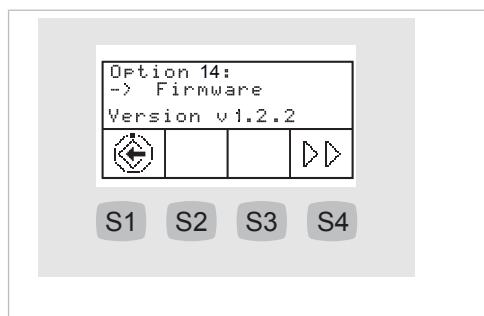 Option 14:
-> Firmware
Version v1.2.2
S1 S2 S3 S4